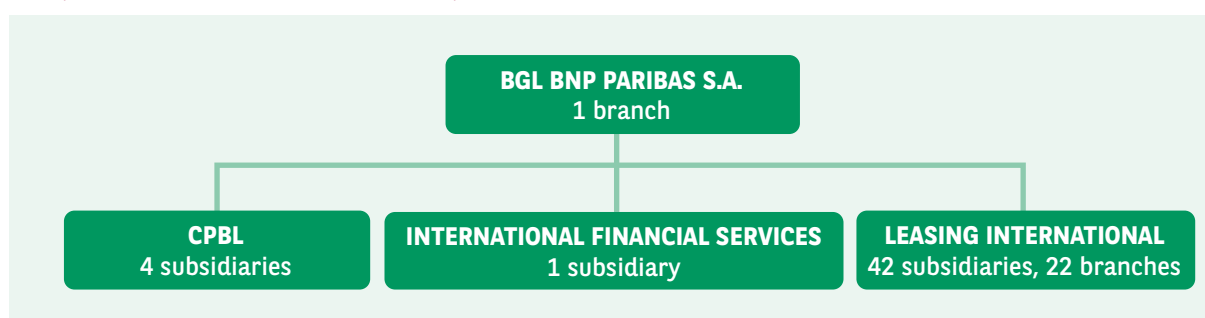 BGL BNP PARIBAS S.A.
1 branch
CPBL
4 subsidiaries
INTERNATIONAL FINANCIAL SERVICES
1 subsidiary
LEASING INTERNATIONAL
42 subsidiaries, 22 branches